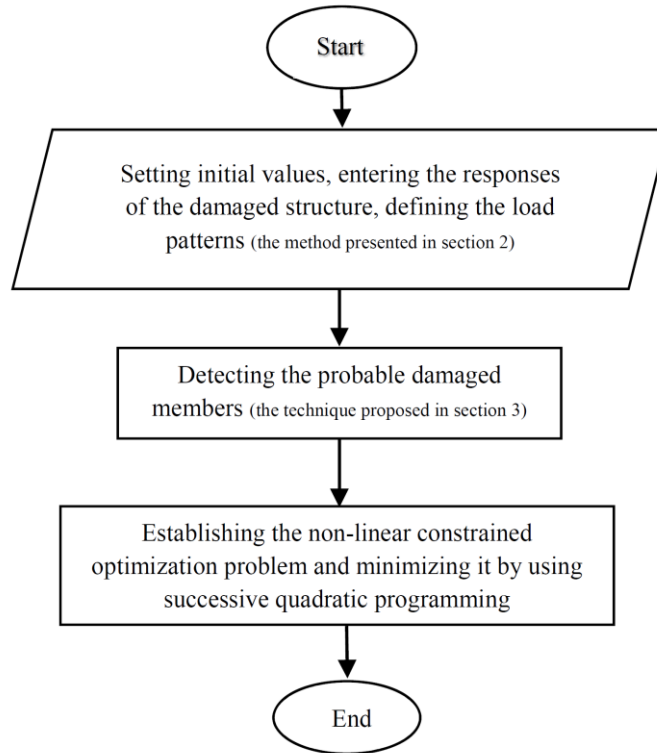 Start
Setting initial values, entering the responses
of the damaged structure, defining the load
patterns (the method presented in section 2)
Detecting the probable damaged
members (the technique proposed in section 3)
Establishing the non-linear constrained
optimization problem and minimizing it by using
successive quadratic programming
End